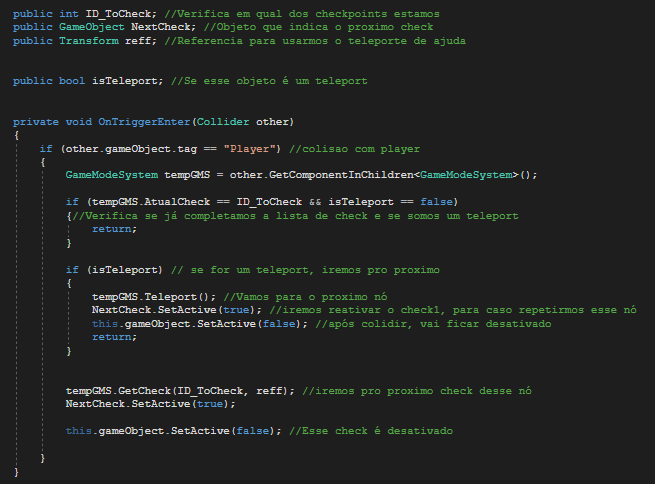 public int ID_ToCheck; //Verifica em qual dos checkpoints estamos
public GameObject NextCheck; //Objeto que indica o proximo check
public Transform reff; //Referencia para usarmos o teleporte de ajuda
public bool isTeleport; //Se esse objeto é um teleport
private void OnTriggerEnter(Collider other)
{
if (other.gameObject.tag == "Player") //colisao com player
{
GameModeSystem tempGMS = other.GetComponentInChildren<GameModeSystem>();
if (tempGMS.AtualCheck == ID_ToCheck && isTeleport == false)
{//Verifica se já completamos a lista de check e se somos um teleport
return;
}
if (isTeleport) // se for um teleport, iremos pro proximo
{
tempGMS.Teleport(); //Vamos para o proximo nó
NextCheck.SetActive(true); //iremos reativar o check1, para caso repetirmos esse nó
this.gameObject.SetActive(false); //após colidir, vai ficar desativado
return;
}
tempGMS.GetCheck(ID_ToCheck, reff); //iremos pro proximo check desse nó
NextCheck.SetActive(true);
this.gameObject.SetActive(false); //Esse check é desativado
}
}